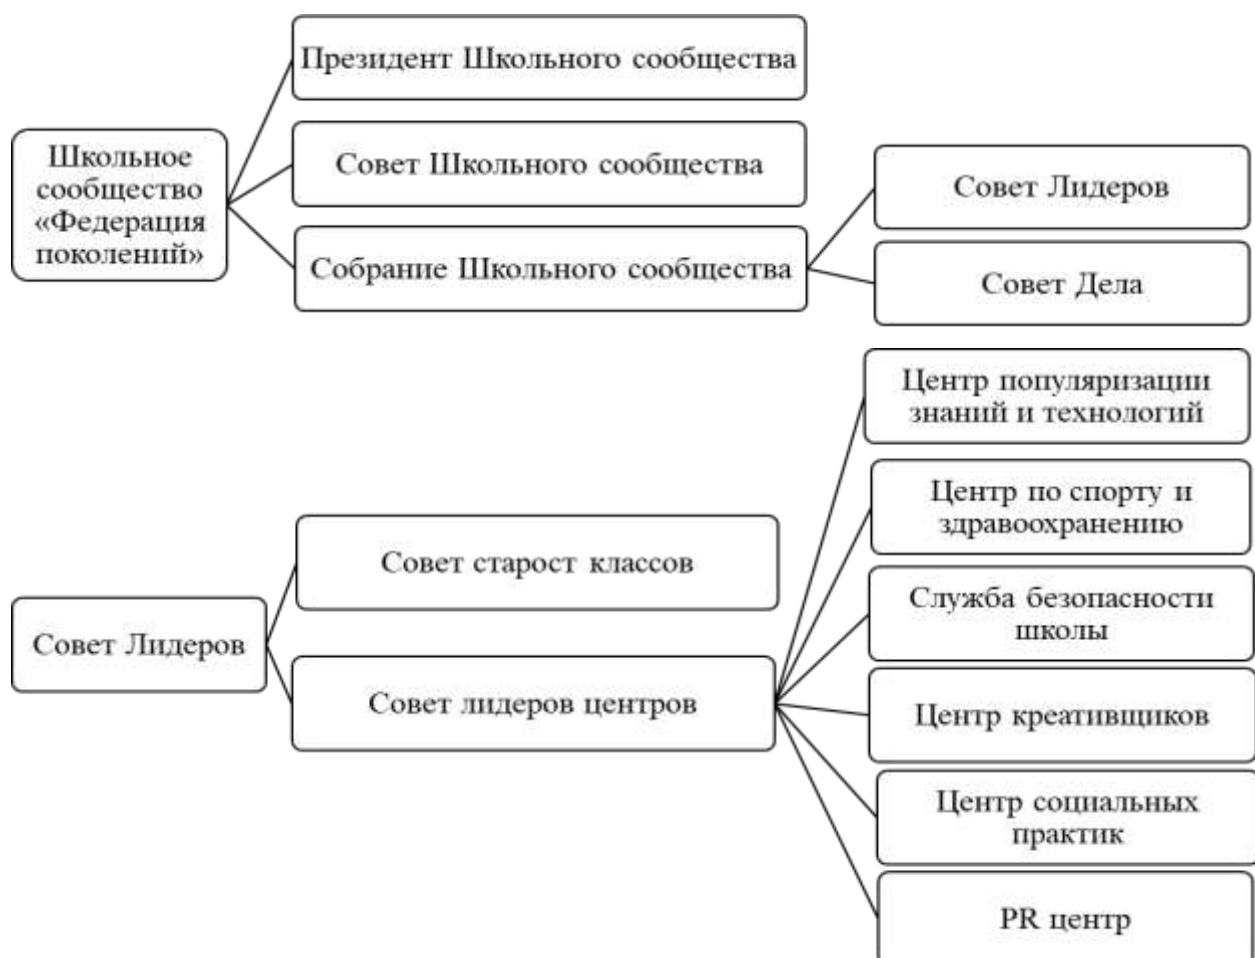 Президент Школьного сообщества
Школьное
сообщество
«Федерация
поколений»
Совет Школьного сообщества
Собрание Школьного сообщества
Совет Лидеров
Совет Дела
Центр популяризации
знаний и технологий
Центр по спорту и
здравоохранению
Совет старост классов
Служба безопасности
школы
Совет Лидеров
Совет лидеров центров
Центр креативщиков
Центр социальных
практик
PR центр